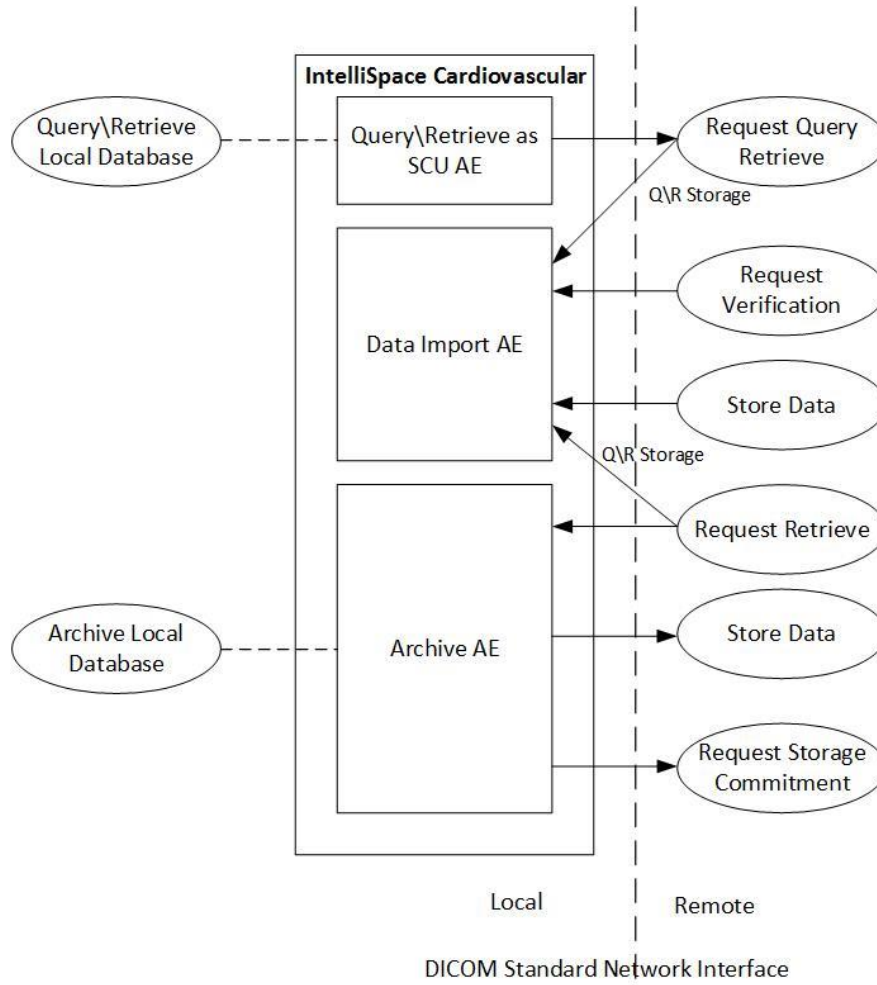 IntelliSpace Cardiovascular
Query\Retrieve
Local Database
Query\Retrieve as
SCU AE
Request Query
Retrieve
Q\R Storage
Request
Verification
Data Import AE
Store Data
Q\R Storage
Request Retrieve
Archive Local
Database
Archive AE
Store Data
Request Storage
Commitment
Local
Remote
DICOM Standard Network Interface